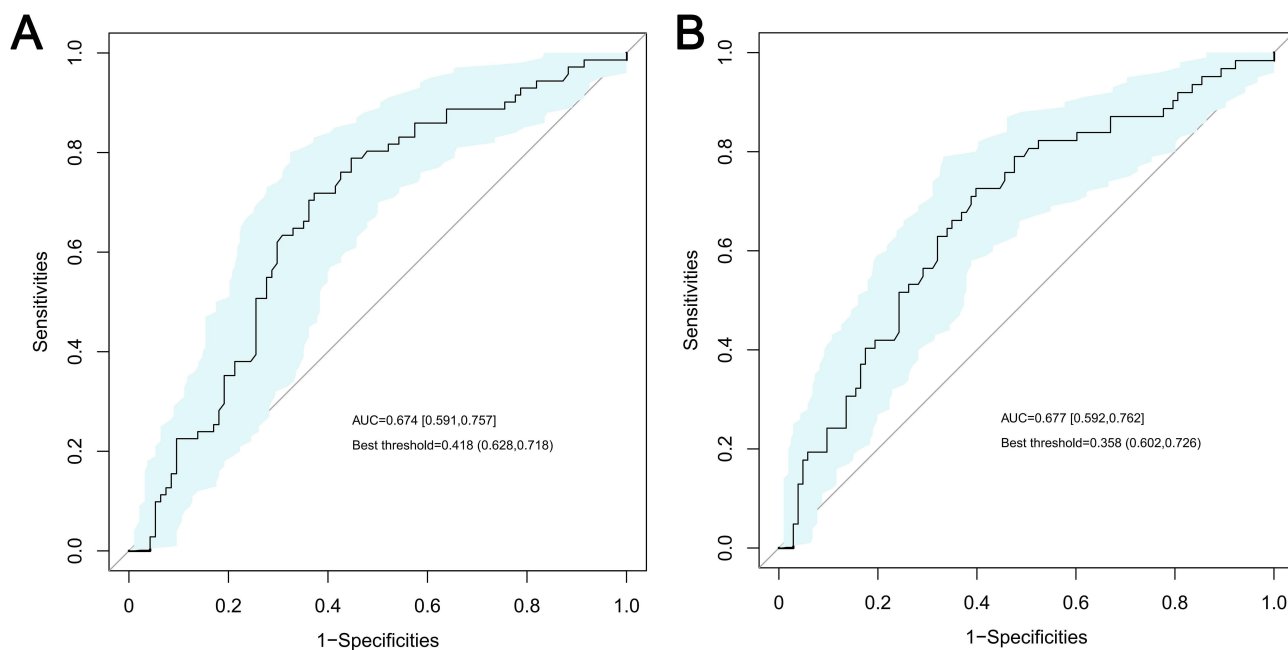 A
1.0
0.8
0.6
0.4
0.2
0.0
Sensitivities
AUC=0.674 [0.591,0.757]
Best threshold=0.418 (0.628,0.718)
0 0.2 0.4 0.6 0.8 1.0
1−Specificities
B
1.0
0.8
0.6
0.4
0.2
0.0
Sensitivities
AUC=0.677 [0.592,0.762]
Best threshold=0.358 (0.602,0.726)
0 0.2 0.4 0.6 0.8 1.0
1−Specificities